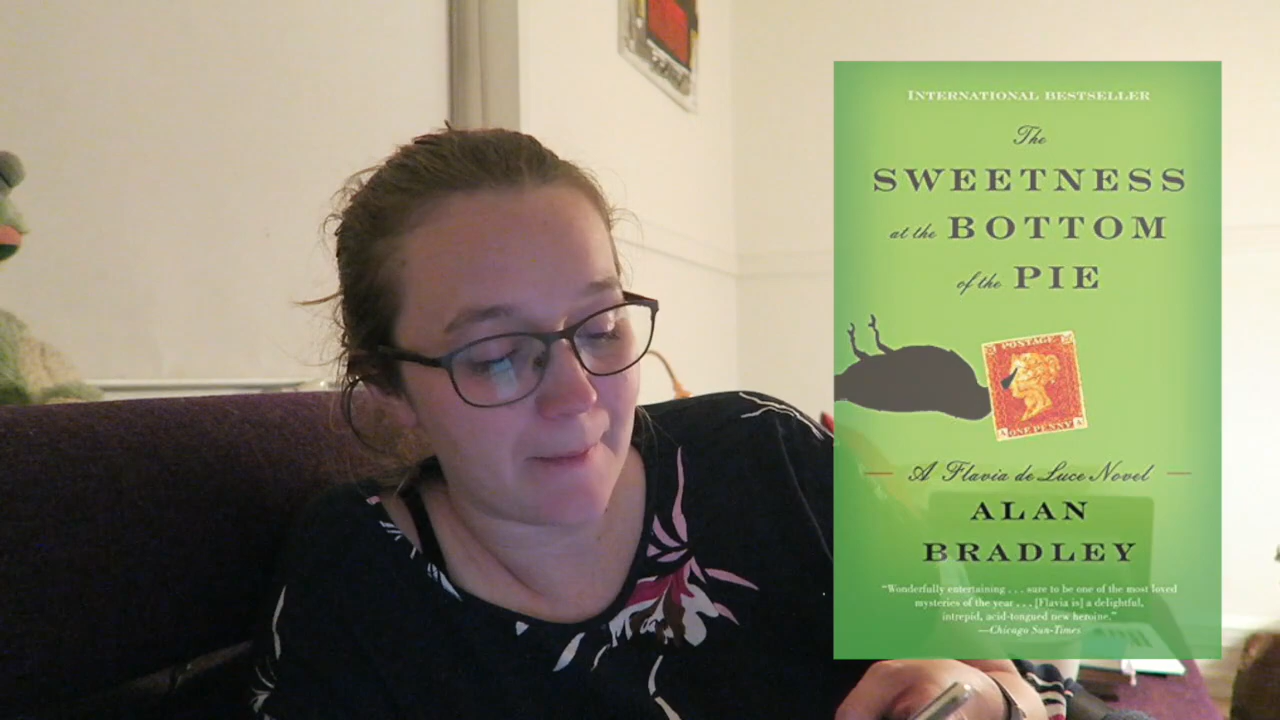 INTERNATIONAL BESTSELLER
The
SWEETNESS
at the BOTTOM
of the PIE
POSTAGE
ONE PENNY
A Flavia de Luce Novel
ALAN
BRADLEY
"Wonderfully entertaining . . . sure to be one of the most loved
mysteries of the year . . . [Flavia is] a delightful,
intrepid, acid-tongued new heroine."
—Chicago Sun-Times